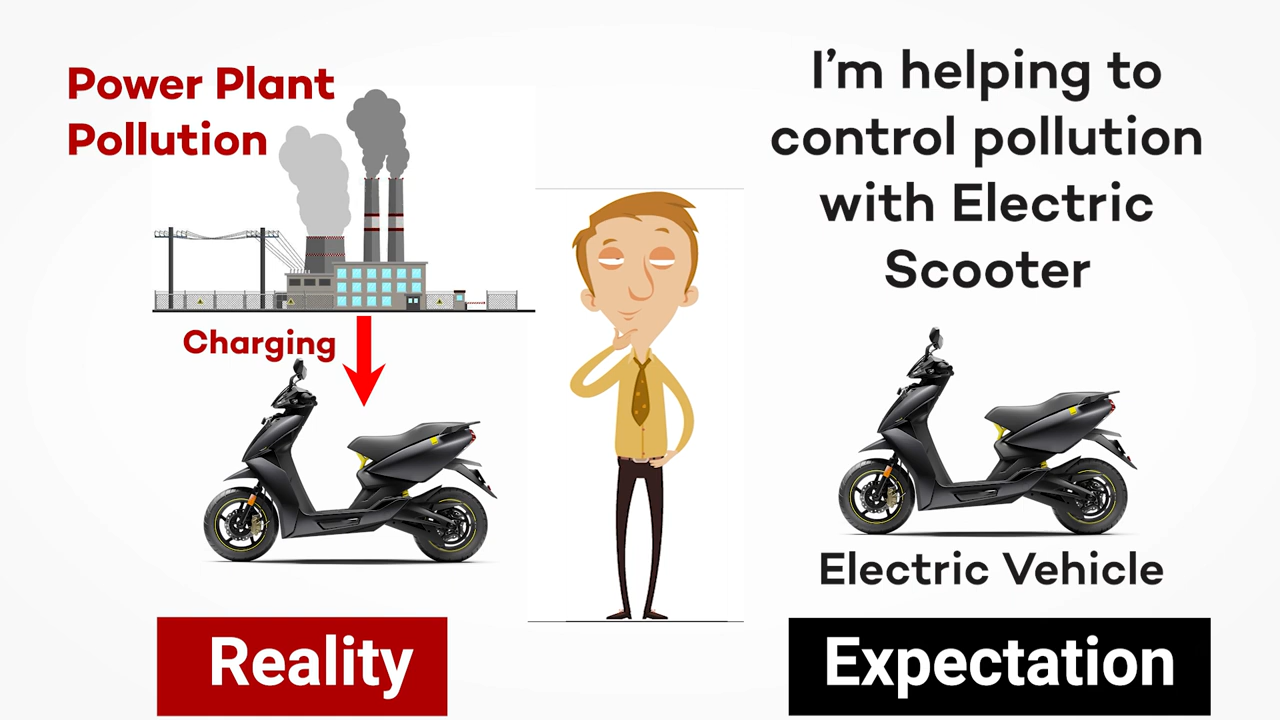 Power Plant
Pollution
Charging
Reality
I'm helping to
control pollution
with Electric
Scooter
Electric Vehicle
Expectation